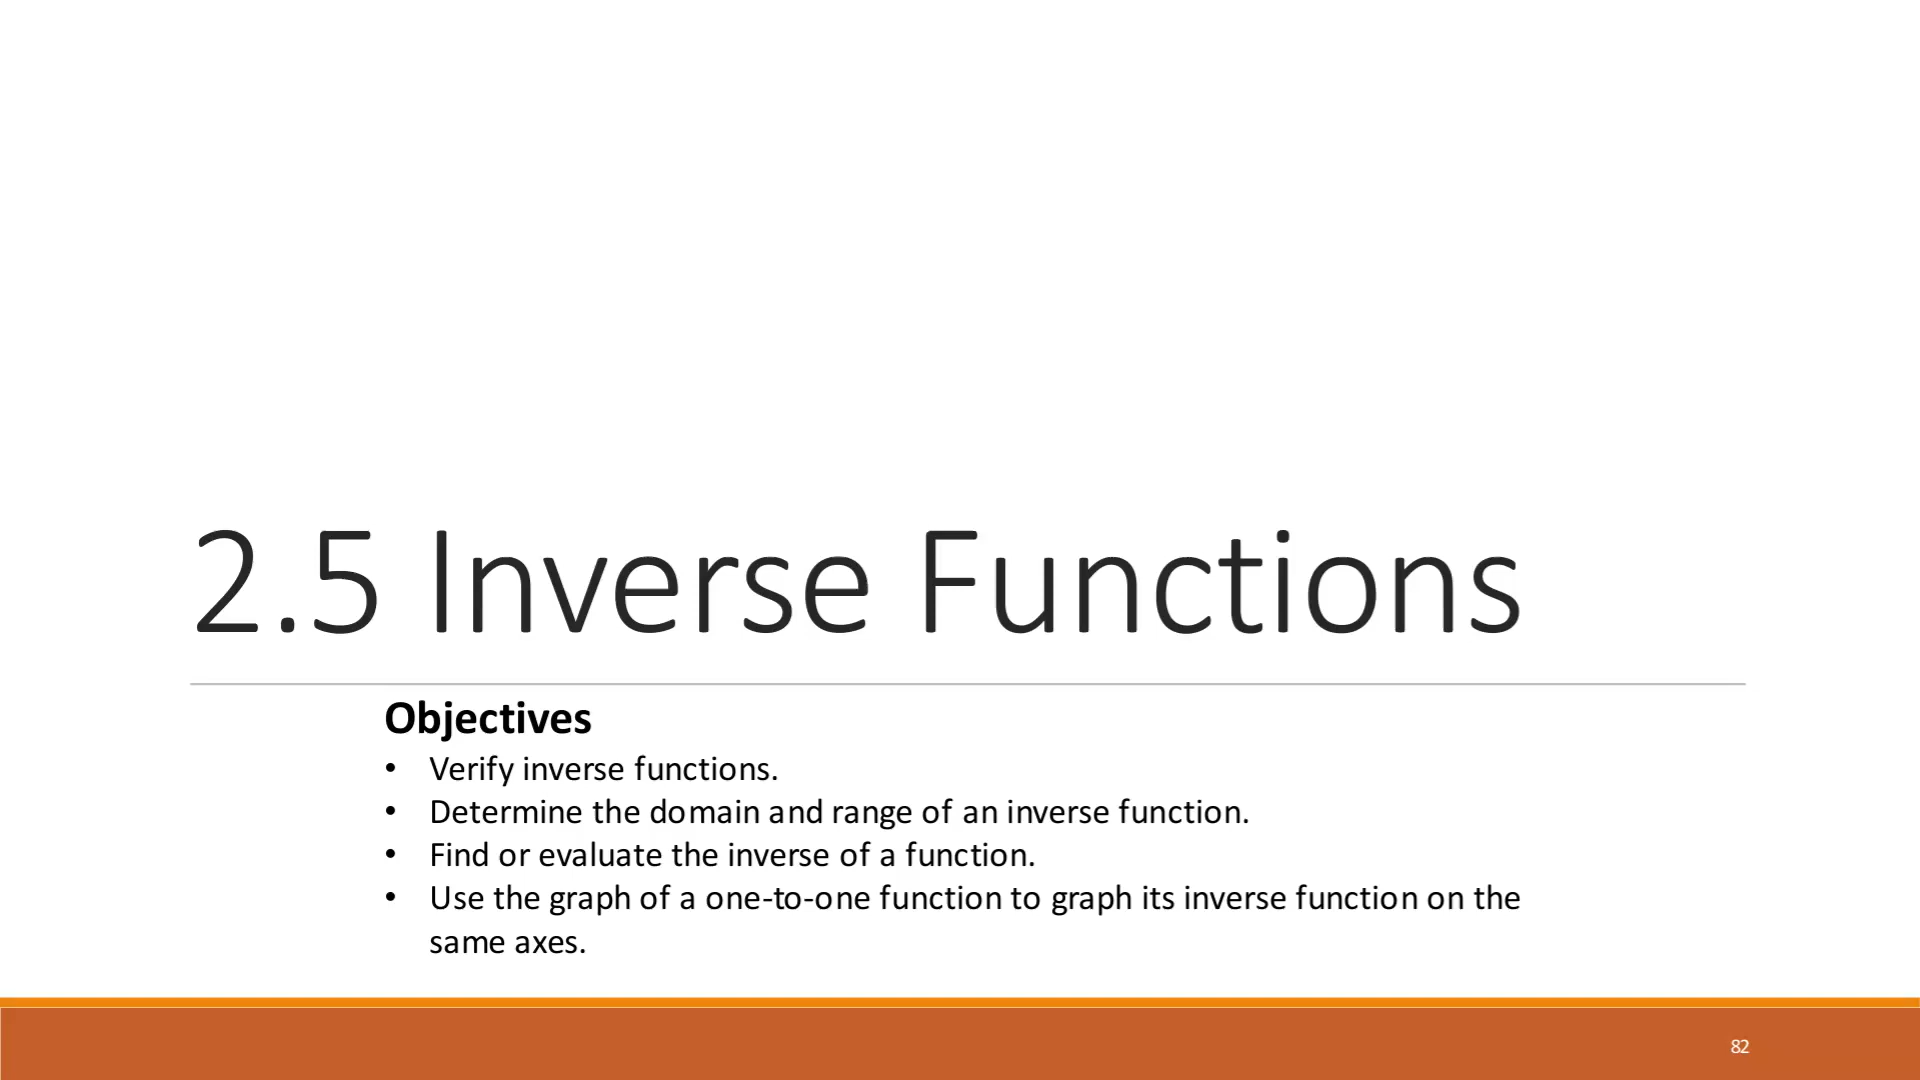 2.5 Inverse Functions
Objectives
• Verify inverse functions.
• Determine the domain and range of an inverse function.
• Find or evaluate the inverse of a function.
• Use the graph of a one-to-one function to graph its inverse function on the
same axes.
82